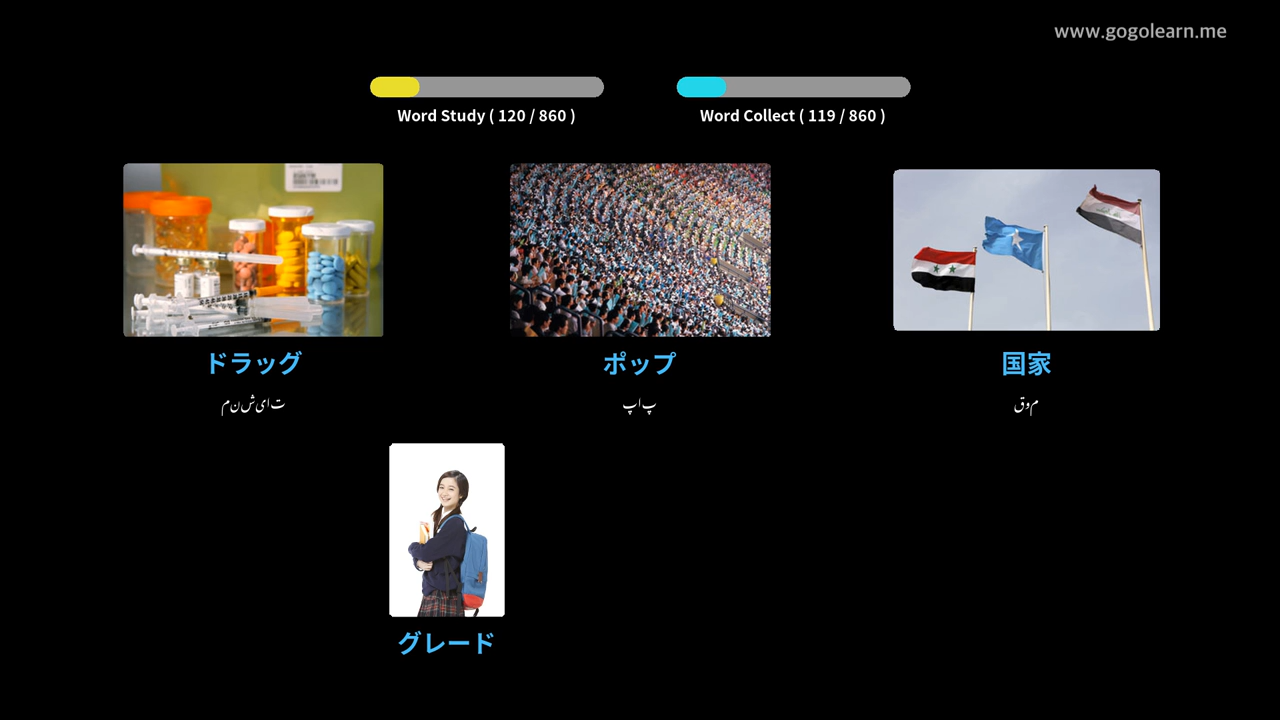 www.gogolearn.me
Word Study ( 120 / 860 )
Word Collect ( 119 / 860 )
ドラッグ
ポップ
国家
منشیات
پاپ
قوم
グレード